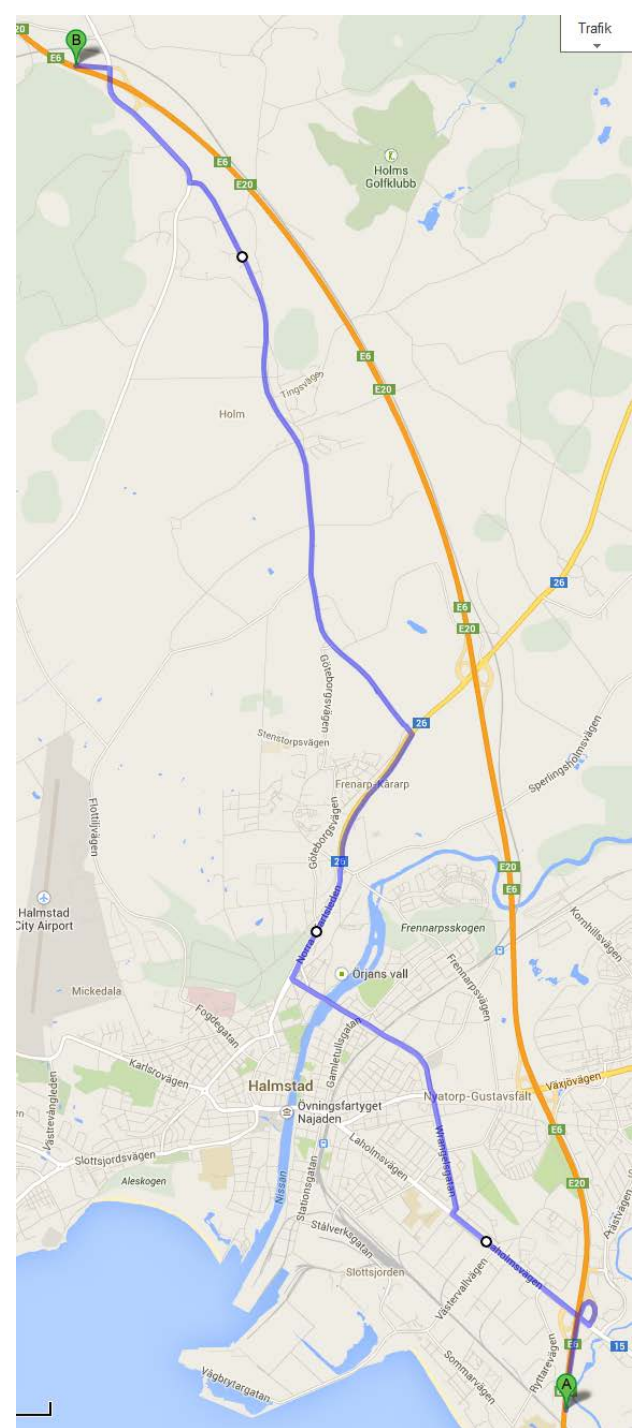 20
E20
Trafik
B
E6
E6
E20
Holms
Golfklubb
E6
E20
Tingsvägen
Holm
26
E6
E20
Göteborgsvägen
26
Stenstorpsvägen
Sperlingsholmsvägen
Frenarp-Kärarp
Flottiljvägen
Göteborgsvägen
26
E20
E6
Halmstad
City Airport
Norra
Frennarpsskogen
Kornhillsvägen
Örjans vall
Frennarpsvägen
Mickedala
Fogdegatan
Gamletullsgatan
Karlsrovägen
Halmstad
Växjövägen
Nyatorp-Gustavsfält
Västrevängleden
Övningsfartyget
Najaden
E6
Laholmsvägen
Wrangelsgatan
Slottsjordsvägen
Aleskogen
Nissan
Stationsgatan
E20
Stålverksgatan
Laholmsvägen
Slottsjorden
Västervallvägen
E6
15
Ryttarevägen
Sommarvägen
Vågbrytargatan
A